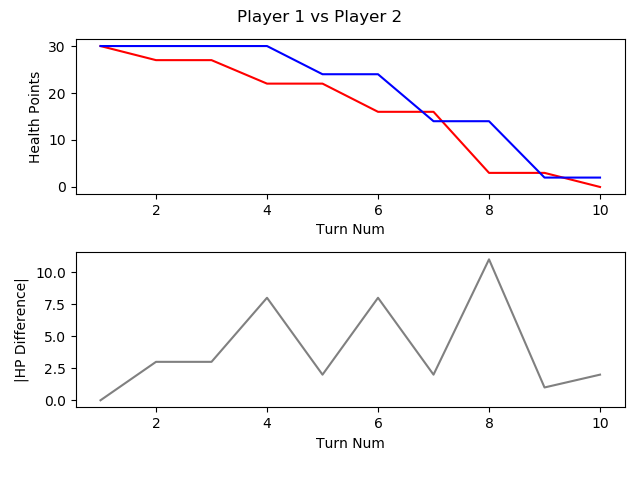 Player 1 vs Player 2
30
20
10
0
Health Points
2 4 6 8 10
Turn Num
10.0
7.5
5.0
2.5
0.0
|HP Difference|
2 4 6 8 10
Turn Num